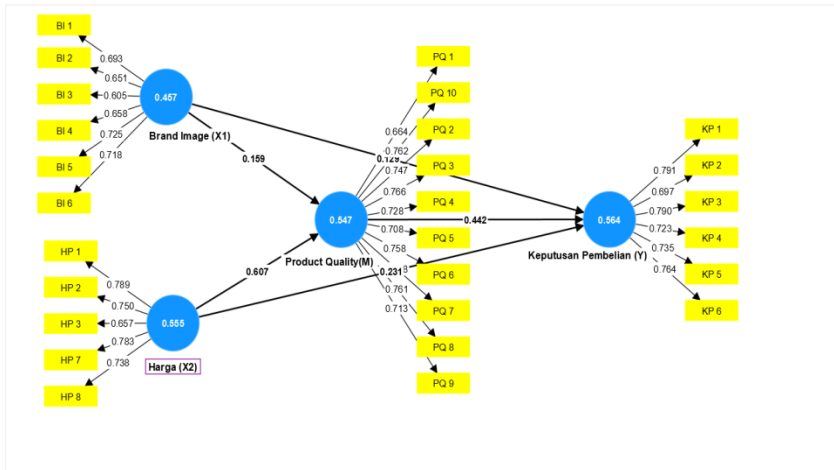 BI 1
BI 2
BI 3
BI 4
BI 5
BI 6
0.693
0.651
0.605
0.658
0.725
0.718
0.457
Brand Image (X1)
0.159
0.129
HP 1
HP 2
HP 3
HP 7
HP 8
0.789
0.750
0.657
0.783
0.738
0.555
Harga (X2)
0.607
0.231
0.547
Product Quality(M)
0.442
PQ 1
PQ 10
PQ 2
PQ 3
PQ 4
PQ 5
PQ 6
PQ 7
PQ 8
PQ 9
0.664
0.762
0.747
0.766
0.728
0.708
0.758
0.761
0.713
0.564
Keputusan Pembelian (Y)
KP 1
KP 2
KP 3
KP 4
KP 5
KP 6
0.791
0.697
0.790
0.723
0.735
0.764